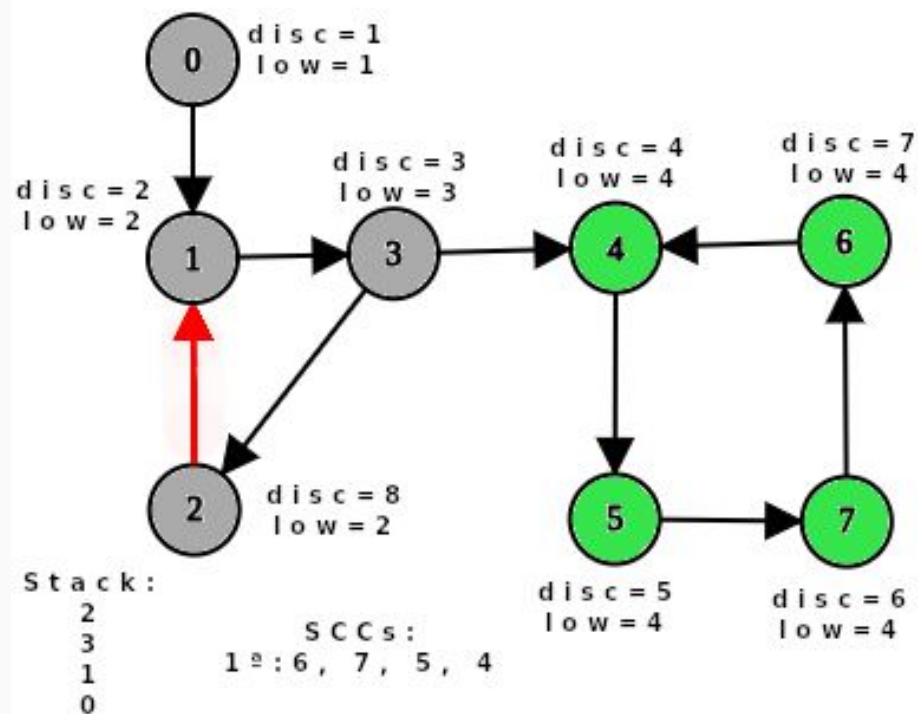 0
disc=1
low=1
disc=2
low=2
1
disc=3
low=3
3
disc=4
low=4
4
disc=7
low=4
6
2
disc=8
low=2
5
disc=5
low=4
7
disc=6
low=4
Stack:
2
3
1
0
SCCs:
1ª:6, 7, 5, 4